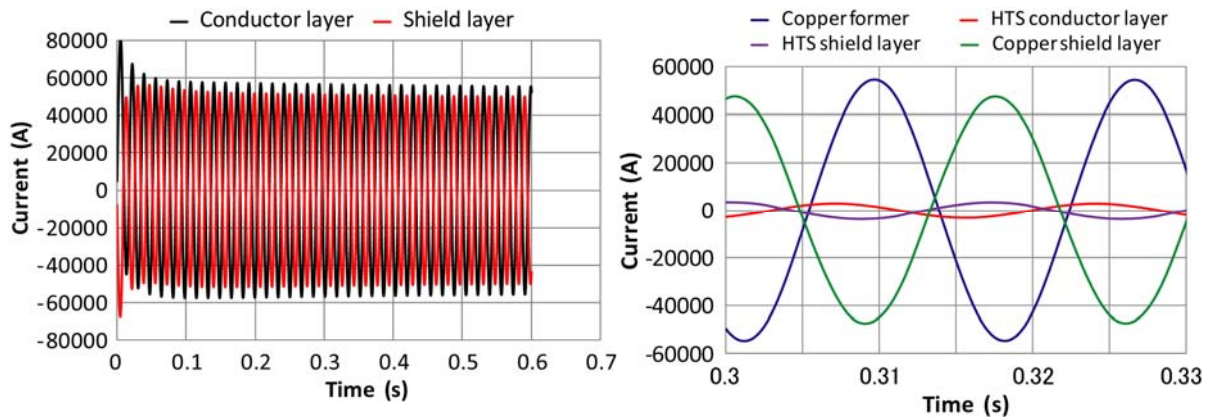 Conductor layer Shield layer
80000
60000
40000
20000
0
-20000
-40000
-60000
-80000
Current (A)
0 0.1 0.2 0.3 0.4 0.5 0.6 0.7
Time (s)
Copper former HTS conductor layer
HTS shield layer Copper shield layer
60000
40000
20000
0
-20000
-40000
-60000
Current (A)
0.3 0.31 0.32 0.33
Time (s)